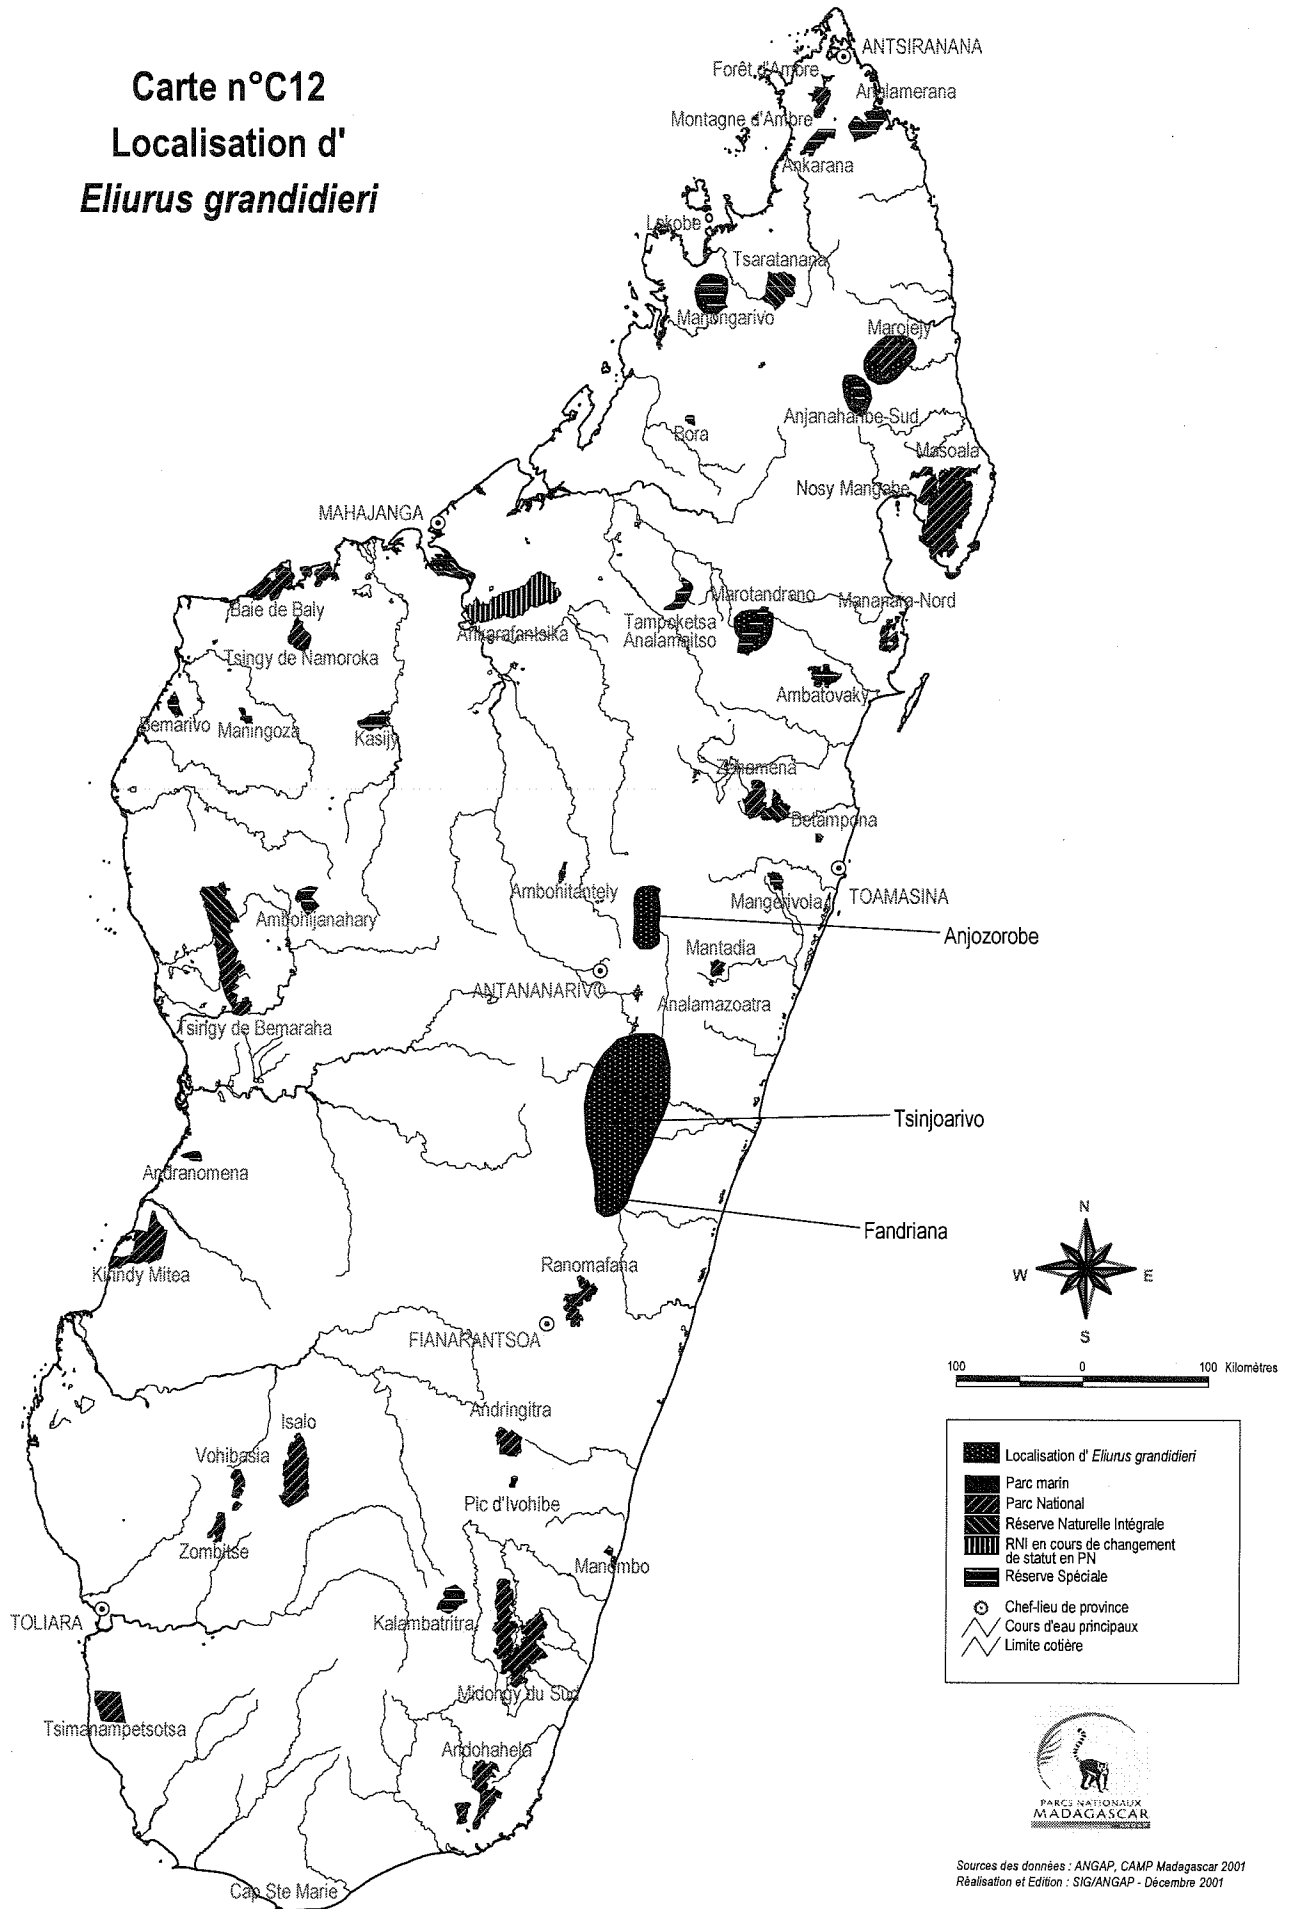 Carte n°C12
Localisation d'
Eliurus grandidieri
ANTSIRANANA
Forêt d'Ambre
Anglamerana
Montagne d'Ambre
Ankarana
Lokobe
Tsaratanana
Manongarivo
Marojejy
Anjanaharibe-Sud
Bora
Masoala
Nosy Mangabe
MAHAJANGA
Baie de Baly
Ankarafantsika
Marotandrano
Mananara-Nord
Tampoketsa
Analamaitso
Tsingy de Namoroka
Ambatovaky
Bemarivo
Maningoza
Kasijy
Zahamena
Betampona
Ambohitantely
Mangerivola
TOAMASINA
Ambohijanahary
Anjozorobe
Mantadia
ANTANANARIVO
Analamazoatra
Tsingy de Bemaraha
Tsinjoarivo
Andranomena
Fandriana
Kirindy Mitea
Ranomafana
FIANARANTSOA
N
W
E
S
100
0
100 Kilomètres
Isalo
Andringitra
Vohibasia
Pic d'Ivohibe
Zombitse
Manombo
TOLIARA
Kalambatritra
Midongy du Sud
Tsimanampetsotsa
Andohahela
Cap Ste Marie
Localisation d' Eliurus grandidieri
Parc marin
Parc National
Réserve Naturelle Intégrale
RNI en cours de changement
de statut en PN
Réserve Spéciale
Chef-lieu de province
Cours d'eau principaux
Limite cotière
PARCS NATIONAUX
MADAGASCAR
Sources des données : ANGAP, CAMP Madagascar 2001
Réalisation et Edition : SIG/ANGAP - Décembre 2001